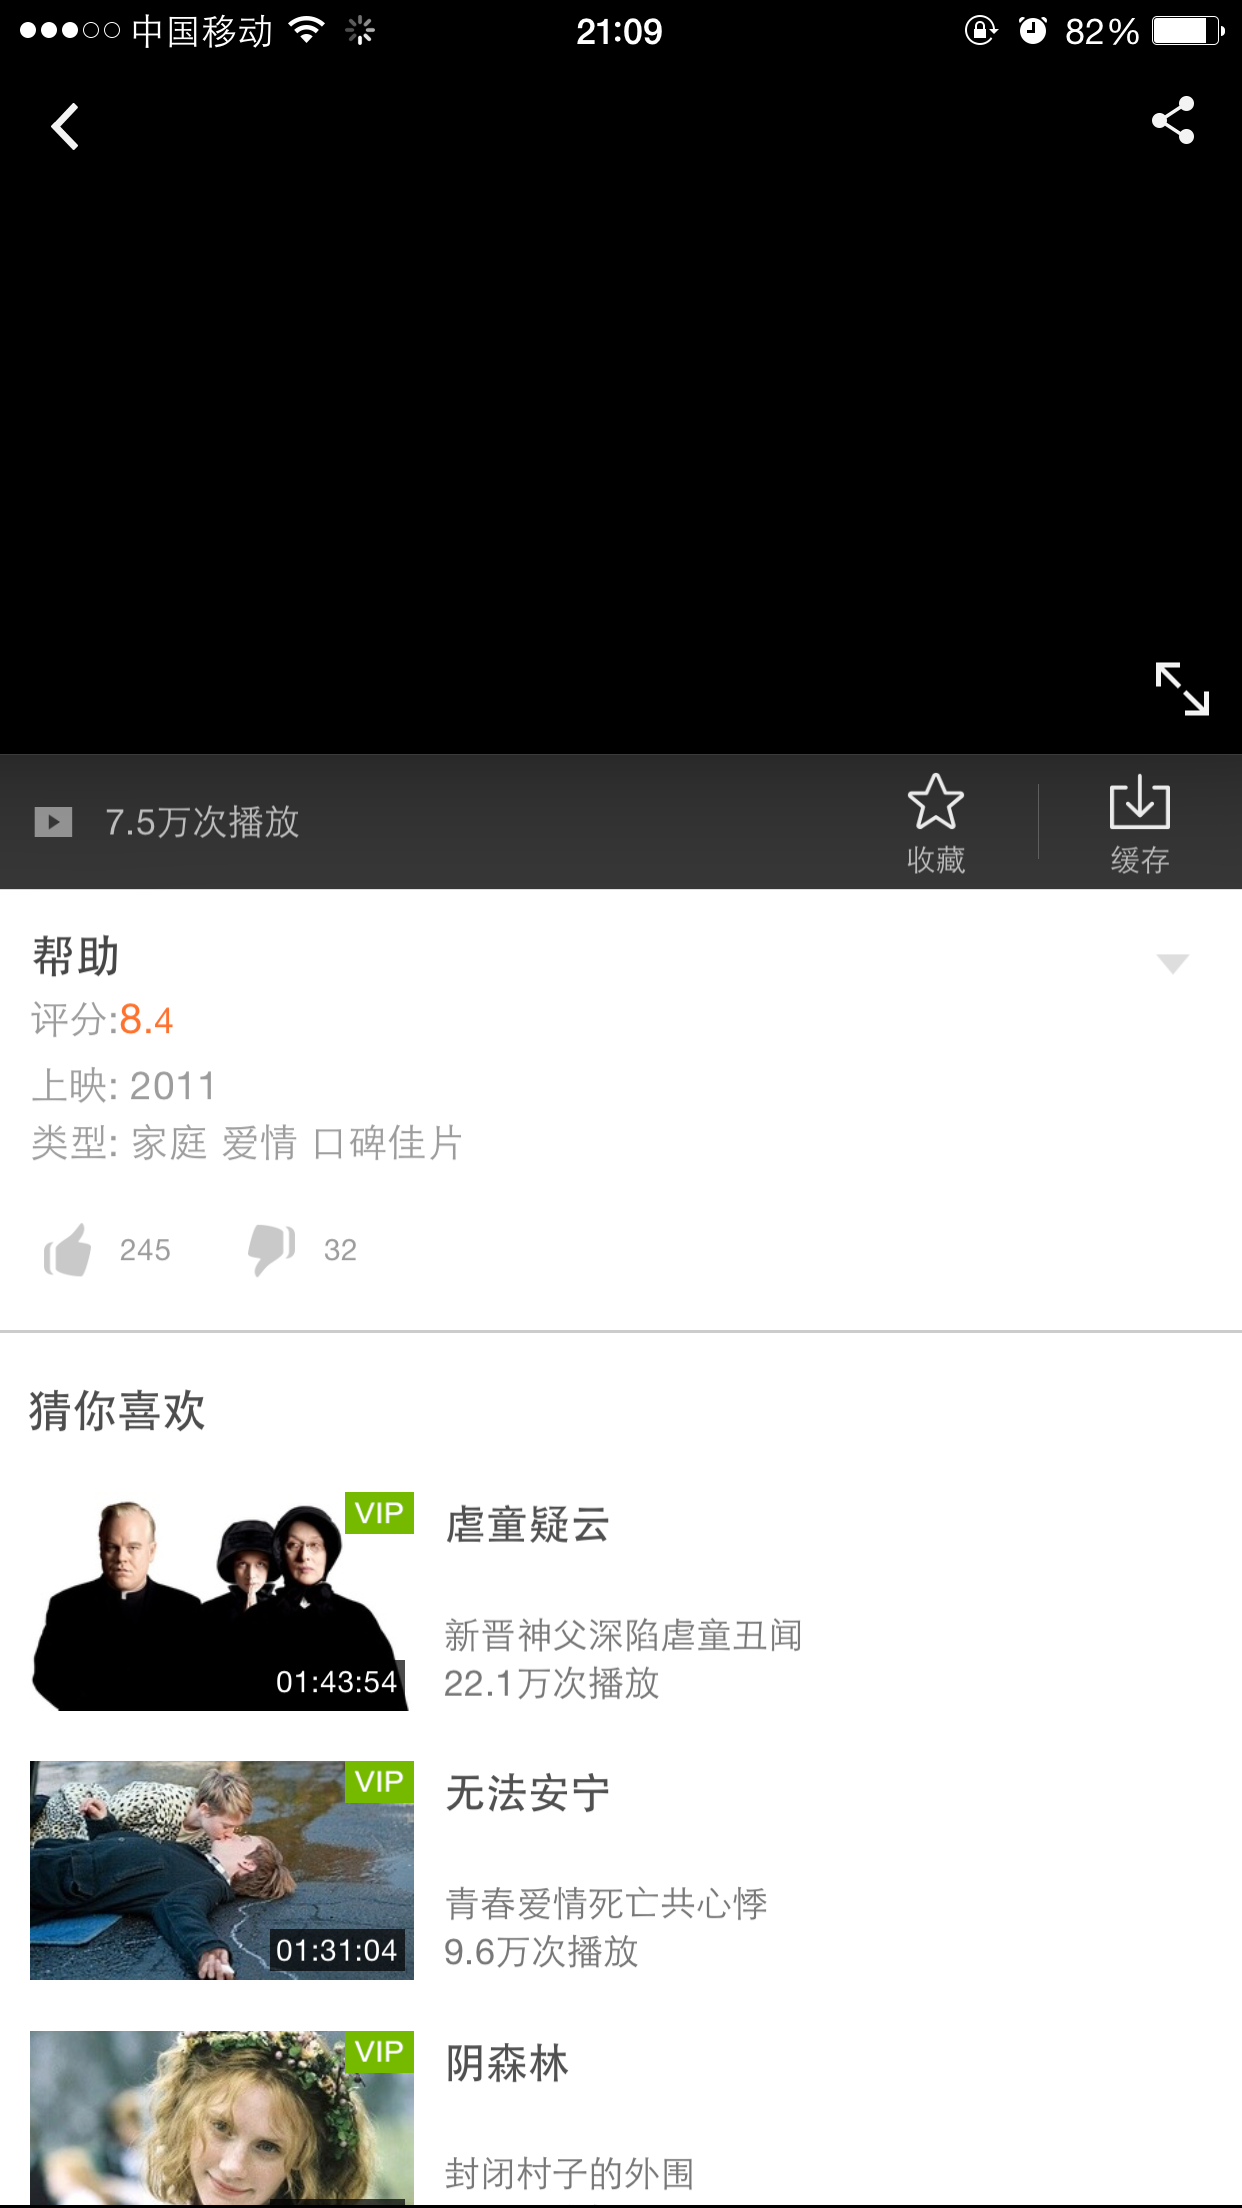 中国移动
21:09
82%
7.5万次播放
收藏
缓存
帮助
评分:8.4
上映: 2011
类型: 家庭 爱情 口碑佳片
245
32
猜你喜欢
VIP
01:43:54
虐童疑云
新晋神父深陷虐童丑闻
22.1万次播放
VIP
01:31:04
无法安宁
青春爱情死亡共心悸
9.6万次播放
VIP
阴森林
封闭村子的外围